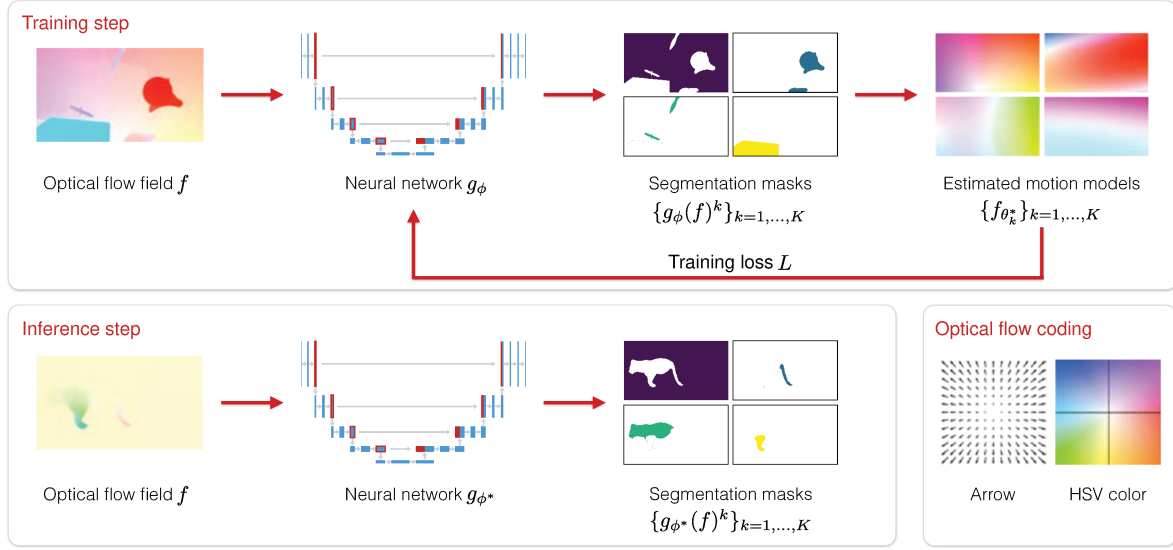 Training step
Optical flow field f
Neural network g_ϕ
Segmentation masks
{g_ϕ(f)^k}_{k=1,...,K}
Estimated motion models
{f_{θ_k^*}}_{k=1,...,K}
Training loss L
Inference step
Optical flow field f
Neural network g_{ϕ*}
Segmentation masks
{g_{ϕ*}(f)^k}_{k=1,...,K}
Optical flow coding
Arrow
HSV color